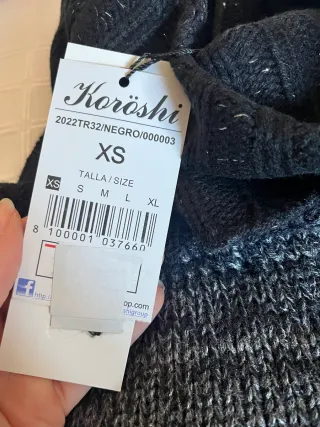 Koröshi
2022TR32/NEGRO/000003
XS
TALLA / SIZE
XS S M L XL
8 100001 037660
f